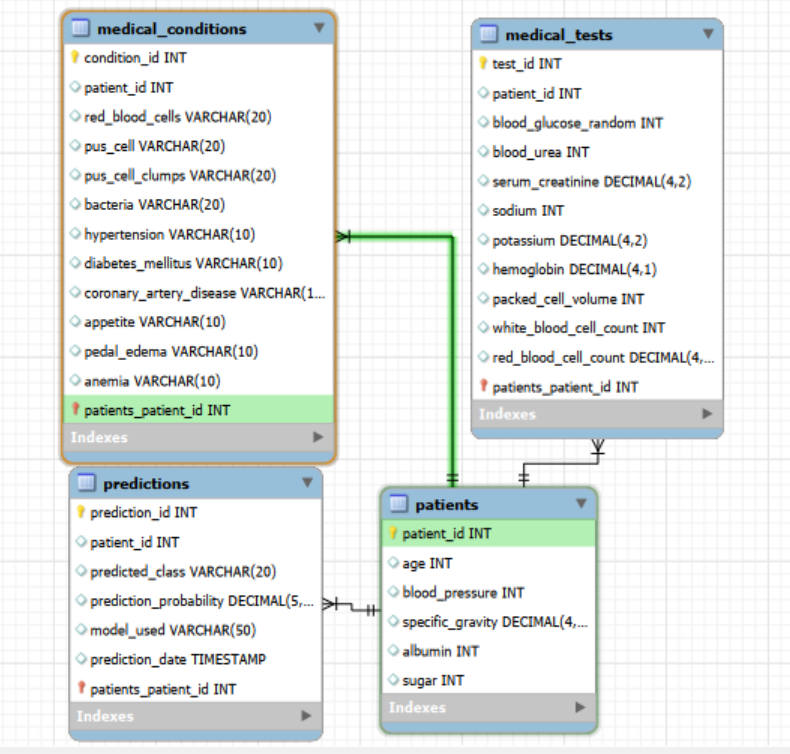 medical_conditions
condition_id INT
patient_id INT
red_blood_cells VARCHAR(20)
pus_cell VARCHAR(20)
pus_cell_clumps VARCHAR(20)
bacteria VARCHAR(20)
hypertension VARCHAR(10)
diabetes_mellitus VARCHAR(10)
coronary_artery_disease VARCHAR(1...
appetite VARCHAR(10)
pedal_edema VARCHAR(10)
anemia VARCHAR(10)
patients_patient_id INT
Indexes
medical_tests
test_id INT
patient_id INT
blood_glucose_random INT
blood_urea INT
serum_creatinine DECIMAL(4,2)
sodium INT
potassium DECIMAL(4,2)
hemoglobin DECIMAL(4,1)
packed_cell_volume INT
white_blood_cell_count INT
red_blood_cell_count DECIMAL(4,...
patients_patient_id INT
Indexes
predictions
prediction_id INT
patient_id INT
predicted_class VARCHAR(20)
prediction_probability DECIMAL(5,...
model_used VARCHAR(50)
prediction_date TIMESTAMP
patients_patient_id INT
Indexes
patients
patient_id INT
age INT
blood_pressure INT
specific_gravity DECIMAL(4,...
albumin INT
sugar INT
Indexes